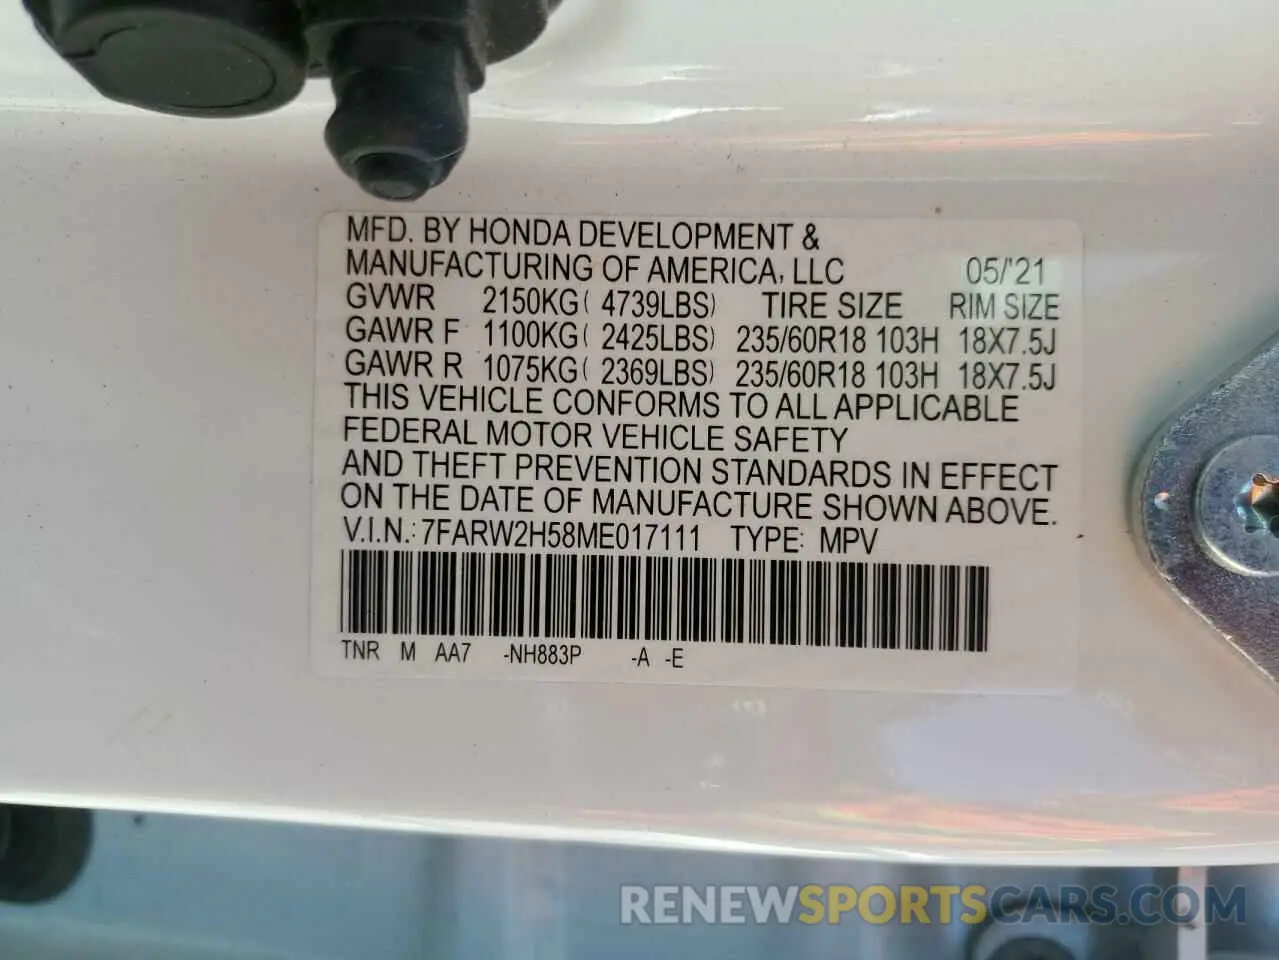 MFD. BY HONDA DEVELOPMENT &
MANUFACTURING OF AMERICA, LLC 05/'21
GVWR 2150KG( 4739LBS) TIRE SIZE RIM SIZE
GAWR F 1100KG( 2425LBS) 235/60R18 103H 18X7.5J
GAWR R 1075KG( 2369LBS) 235/60R18 103H 18X7.5J
THIS VEHICLE CONFORMS TO ALL APPLICABLE
FEDERAL MOTOR VEHICLE SAFETY
AND THEFT PREVENTION STANDARDS IN EFFECT
ON THE DATE OF MANUFACTURE SHOWN ABOVE.
V.I.N.: 7FARW2H58ME017111 TYPE: MPV
TNR M AA7 -NH883P -A -E
RENEWSPORTSCARS.COM